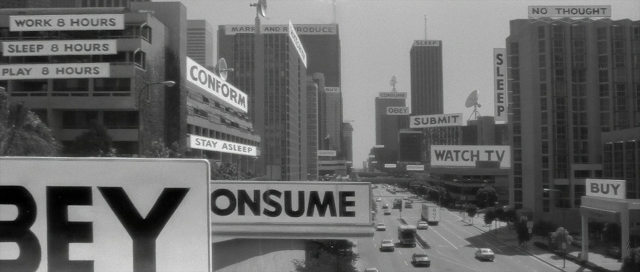 WORK 8 HOURS
SLEEP 8 HOURS
PLAY 8 HOURS
MARRY AND REPRODUCE
NO THOUGHT
CONFORM
STAY ASLEEP
CONSUME
OBEY
SUBMIT
SLEEP
WATCH TV
BUY
BEY
ONSUME